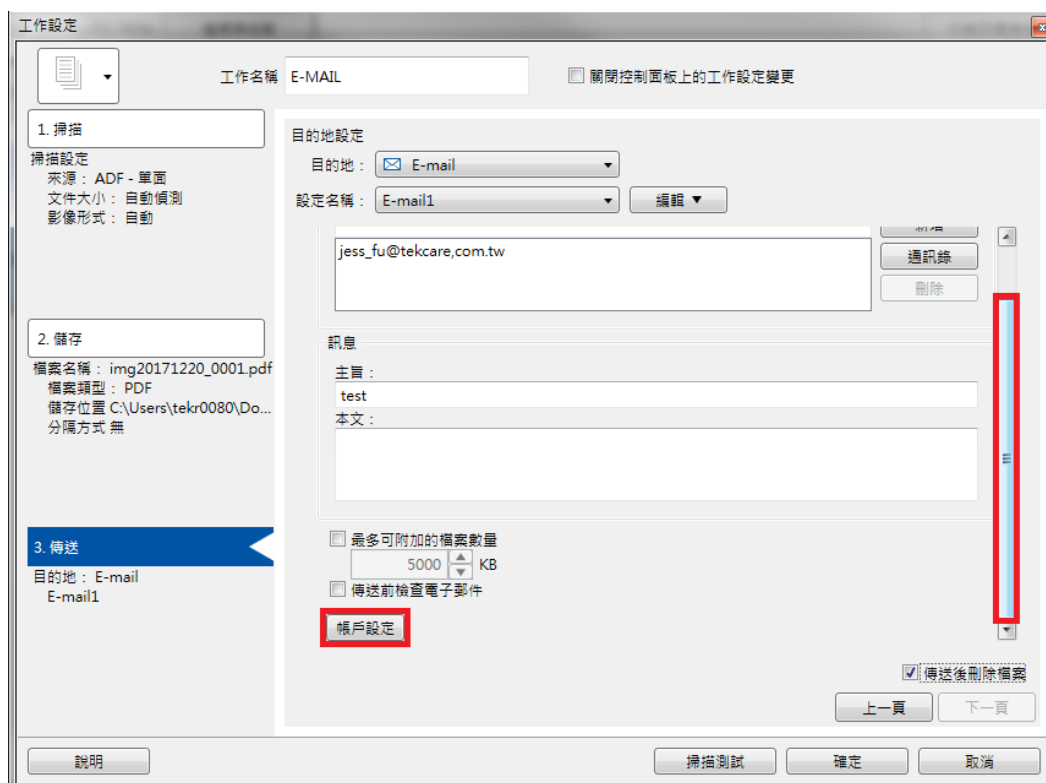 工作設定
工作名稱 E-MAIL
關閉控制面板上的工作設定變更
1. 掃描
掃描設定
來源： ADF - 單面
文件大小： 自動偵測
影像形式： 自動
目的地設定
目的地： E-mail
設定名稱： E-mail1 編輯 ▼
jess_fu@tekcare,com.tw
通訊錄
刪除
2. 儲存
檔案名稱： img20171220_0001.pdf
檔案類型： PDF
儲存位置 C:\Users\tekr0080\Do...
分隔方式 無
訊息
主旨：
test
本文：
3. 傳送
目的地： E-mail
E-mail1
最多可附加的檔案數量
5000 KB
傳送前檢查電子郵件
帳戶設定
傳送後刪除檔案
上一頁 下一頁
說明 掃描測試 確定 取消